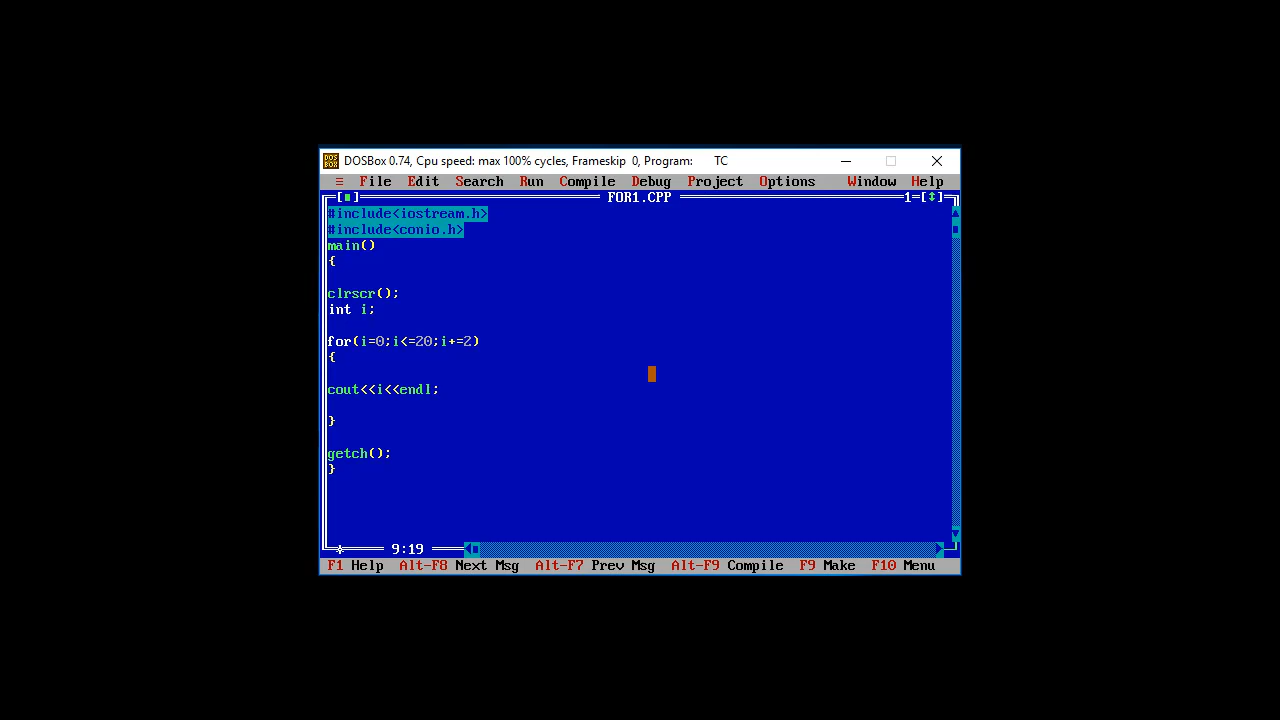 DOSBox 0.74, Cpu speed: max 100% cycles, Frameskip 0, Program: TC
≡ File Edit Search Run Compile Debug Project Options Window Help
[■] FOR1.CPP 1=[↕]
#include<iostream.h>
#include<conio.h>
main()
{
clrscr();
int i;
for(i=0;i<=20;i+=2)
{
cout<<i<<endl;
}
getch();
}
* 9:19
F1 Help Alt-F8 Next Msg Alt-F7 Prev Msg Alt-F9 Compile F9 Make F10 Menu